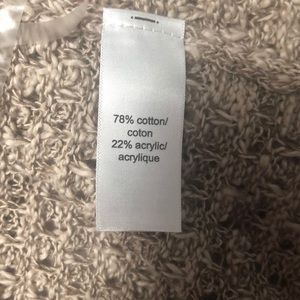 78% cotton/
coton
22% acrylic/
acrylique